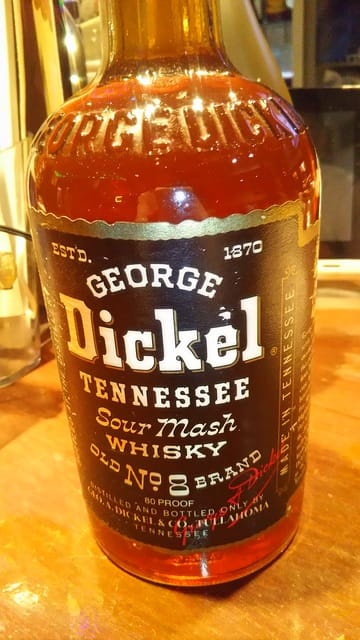 GEORGE DICK
EST'D. 1870
GEORGE
Dickel®
TENNESSEE
Sour Mash
WHISKY
OLD No 8 BRAND
80 PROOF
DISTILLED AND BOTTLED ONLY BY
GEO. A. DICKEL & CO., TULLAHOMA
TENNESSEE
MADE IN TENNESSEE